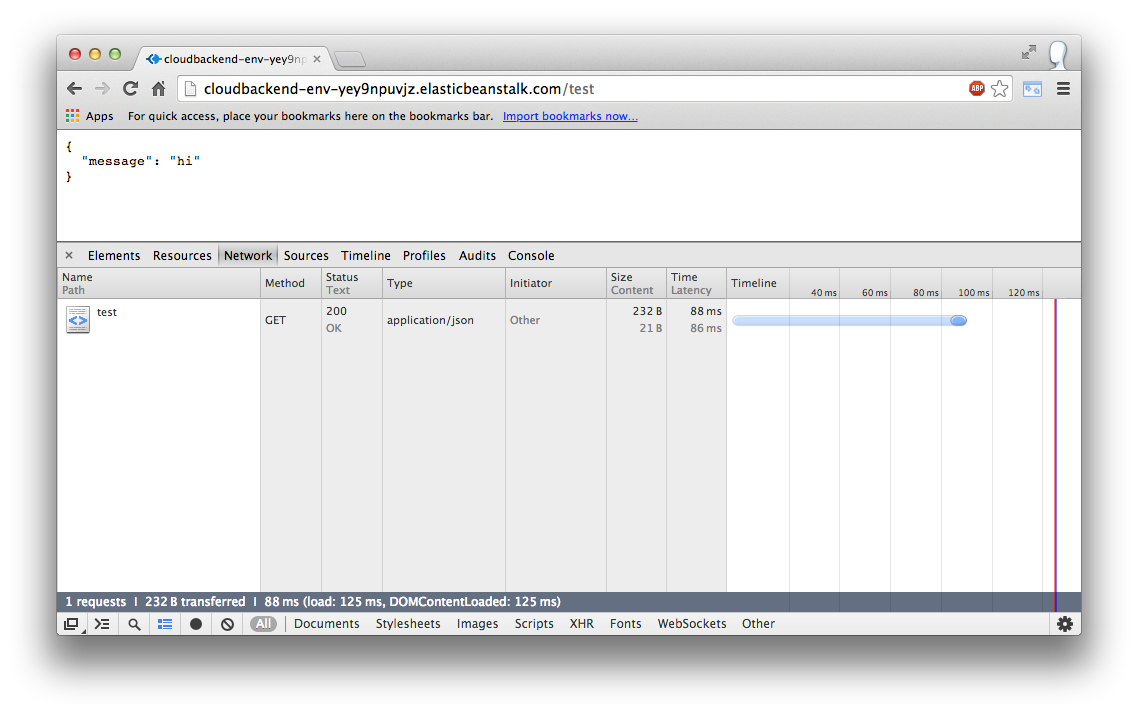 cloudbackend-env-yey9np
cloudbackend-env-yey9npuvjz.elasticbeanstalk.com/test
ABP
Apps For quick access, place your bookmarks here on the bookmarks bar. Import bookmarks now...
{
"message": "hi"
}
× Elements Resources Network Sources Timeline Profiles Audits Console
Name Method Status Type Initiator Size Time Timeline
Path Text Content Latency 40 ms 60 ms 80 ms 100 ms 120 ms
test GET 200 application/json Other 232 B 88 ms
OK 21 B 86 ms
1 requests | 232 B transferred | 88 ms (load: 125 ms, DOMContentLoaded: 125 ms)
All Documents Stylesheets Images Scripts XHR Fonts WebSockets Other